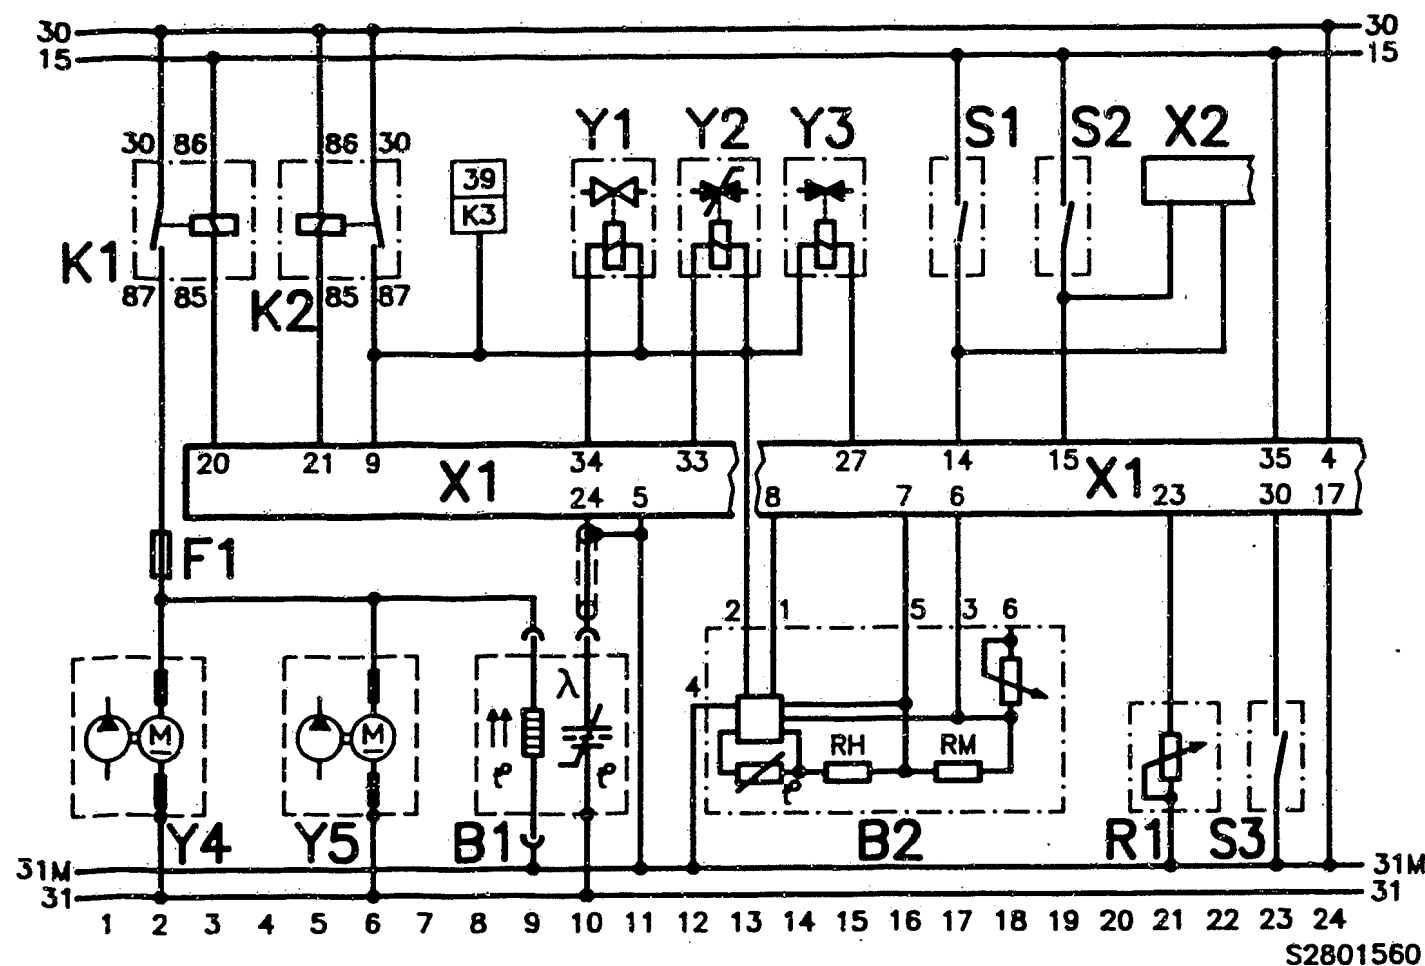 30 30
15 15
Y1 Y2 Y3 S1 S2 X2
30 86 86 30
39
K3
K1
87 85 K2 85 87
20 21 9 X1 34 33 27 14 15 X1 35 4
24 5 8 7 6 23 30 17
F1
2 1 5 3 6
λ
4
M M
RH RM
Y4 Y5 B1 B2 R1 S3
31M 31M
31 31
1 2 3 4 5 6 7 8 9 10 11 12 13 14 15 16 17 18 19 20 21 22 23 24
S2801560